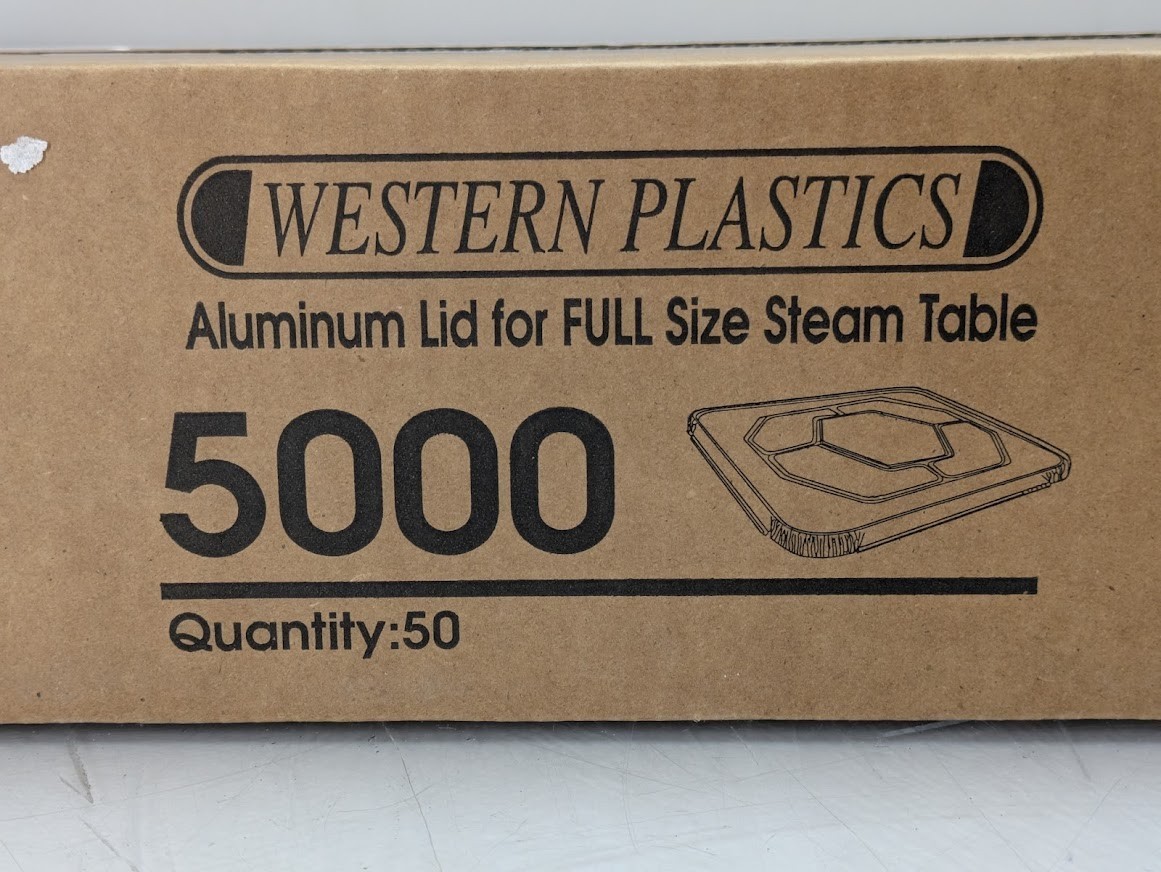 WESTERN PLASTICS
Aluminum Lid for FULL Size Steam Table
5000
Quantity:50